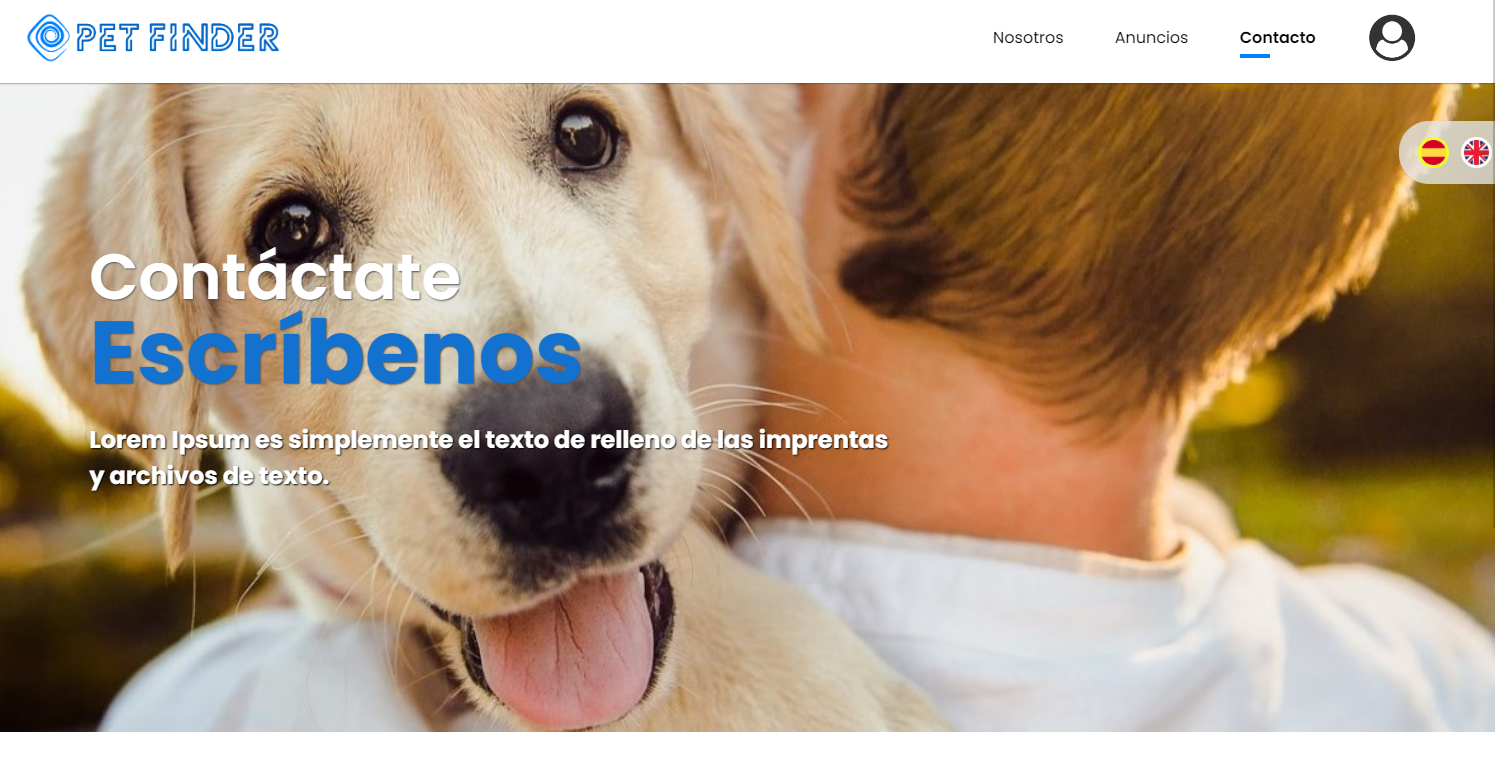 PET FINDER
Nosotros Anuncios Contacto
Contáctate
Escríbenos
Lorem Ipsum es simplemente el texto de relleno de las imprentas
y archivos de texto.